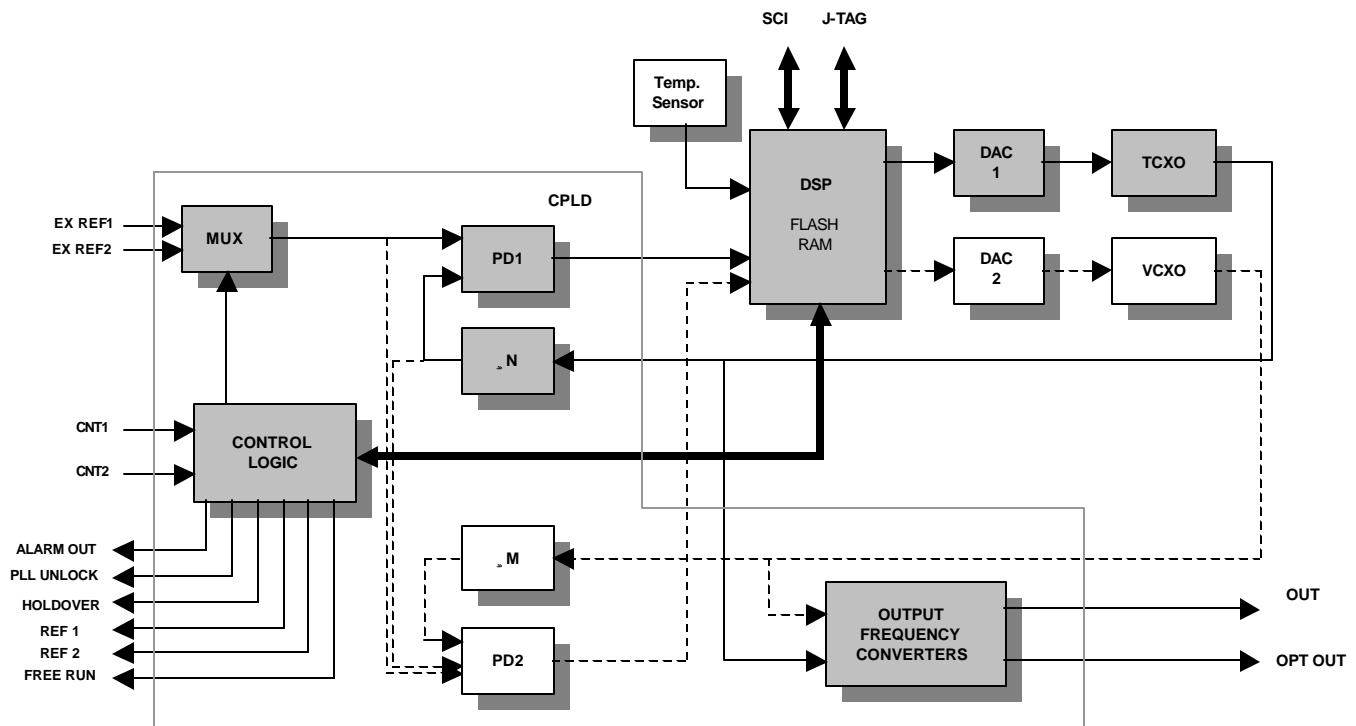 SCI J-TAG
Temp.
Sensor
DSP
FLASH
RAM
DAC
1
TCXO
DAC
2
VCXO
CPLD
EX REF1
EX REF2
MUX
PD1
N
CNT1
CNT2
CONTROL
LOGIC
ALARM OUT
PLL UNLOCK
HOLDOVER
REF 1
REF 2
FREE RUN
M
PD2
OUTPUT
FREQUENCY
CONVERTERS
OUT
OPT OUT